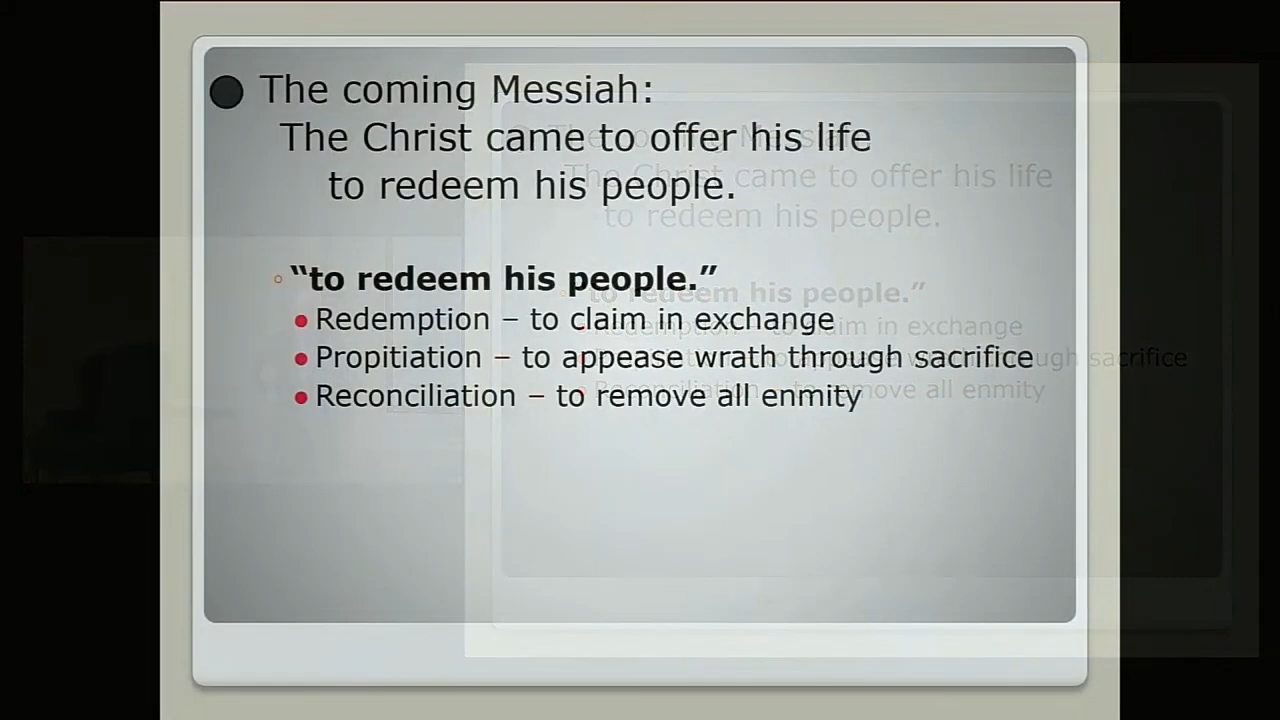 The coming Messiah:
The Christ came to offer his life
to redeem his people.
“to redeem his people.”
Redemption – to claim in exchange
Propitiation – to appease wrath through sacrifice
Reconciliation – to remove all enmity